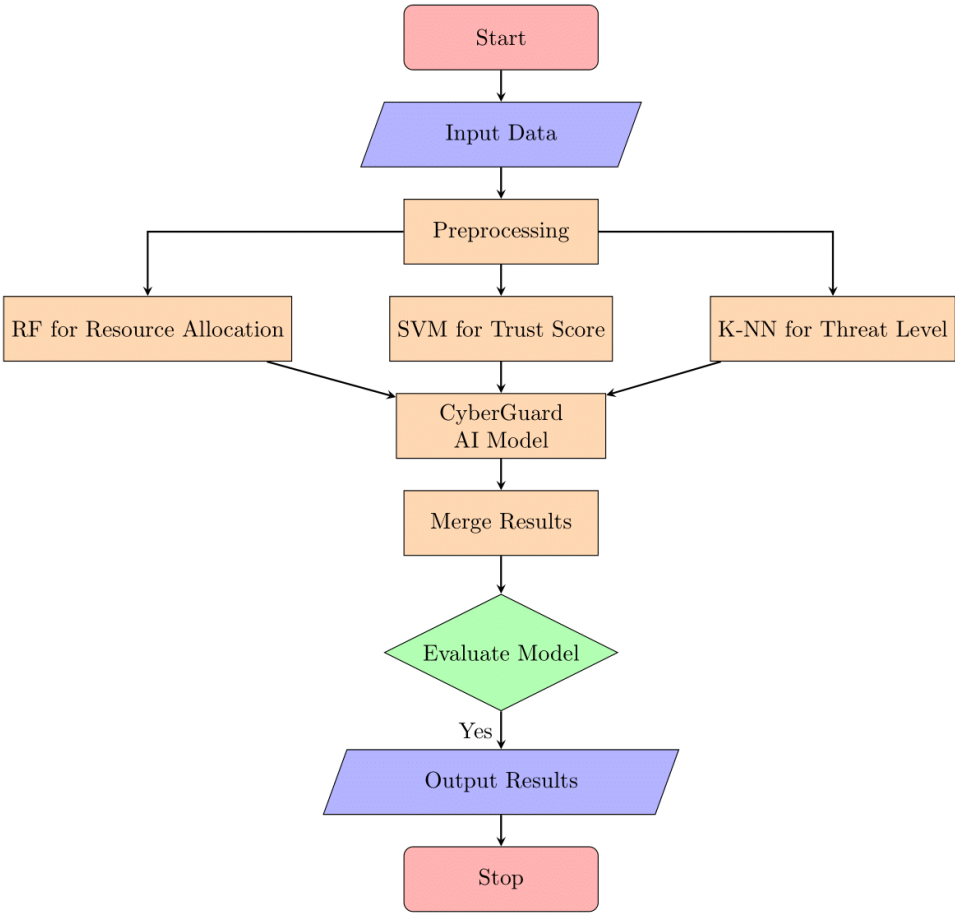 Start
Input Data
Preprocessing
RF for Resource Allocation
SVM for Trust Score
K-NN for Threat Level
CyberGuard
AI Model
Merge Results
Evaluate Model
Yes
Output Results
Stop